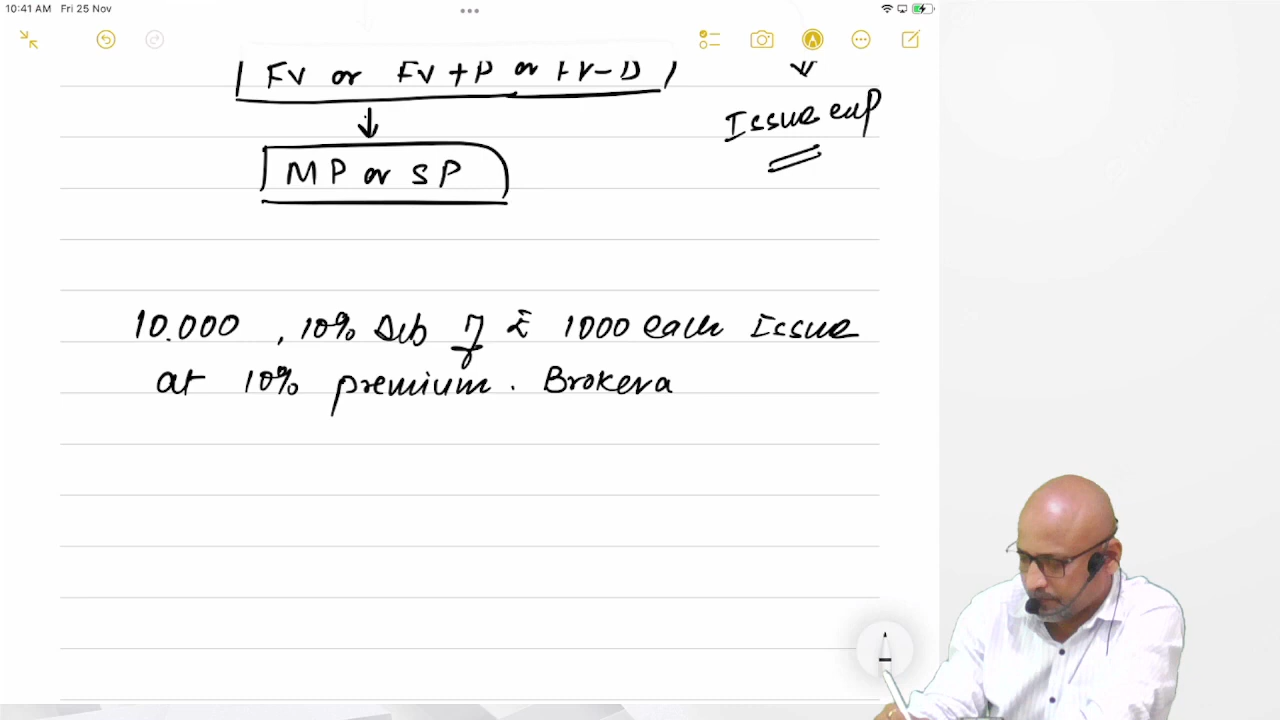 10:41 AM Fri 25 Nov
FV or FV+P or FV-D
Issue exp
MP or SP
10.000 , 10% Deb of ₹ 1000 each Issue
at 10% premium. Brokera